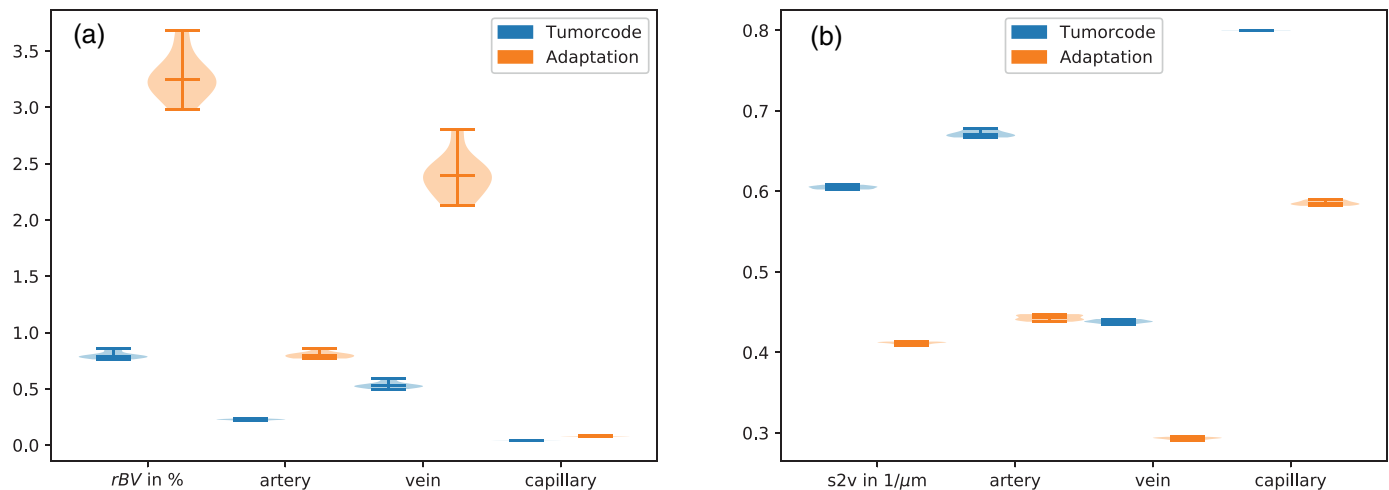 (a)
Tumorcode
Adaptation
3.5
3.0
2.5
2.0
1.5
1.0
0.5
0.0
rBV in %
artery
vein
capillary
(b)
Tumorcode
Adaptation
0.8
0.7
0.6
0.5
0.4
0.3
s2v in 1/μm
artery
vein
capillary